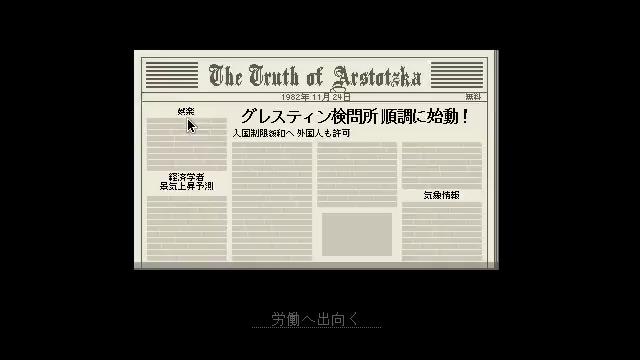 The Truth of Arstotzka
1982年 11月 24日
無料
娯楽
グレスティン検問所 順調に始動!
入国制限緩和へ 外国人も許可
経済学者
景気上昇予測
気象情報
労働へ出向く